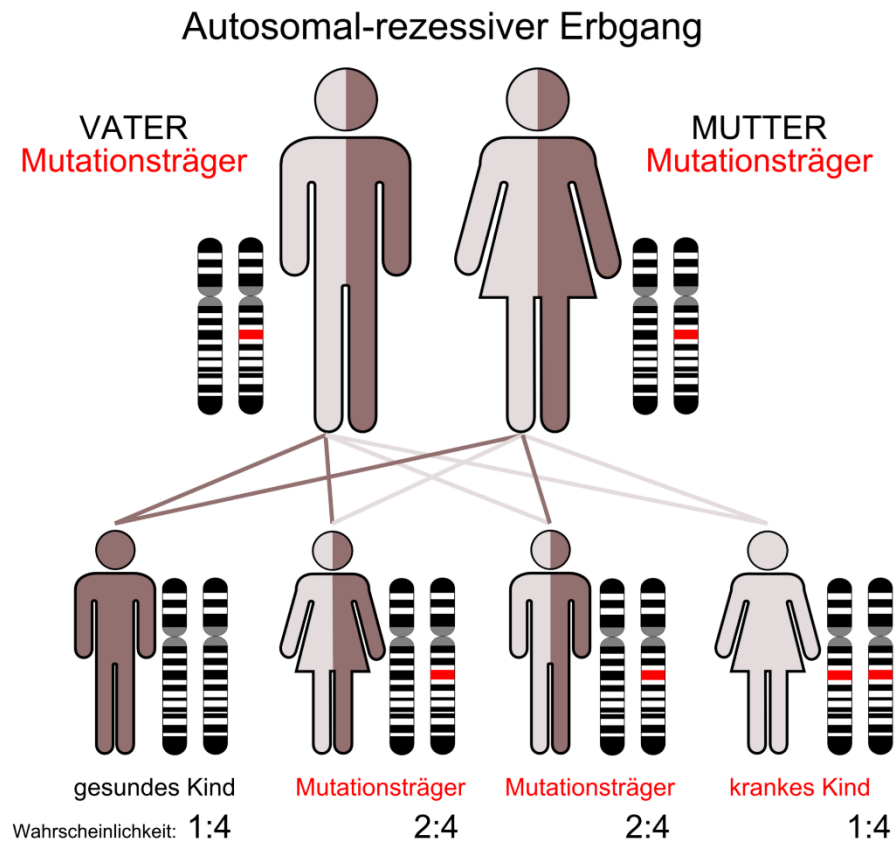 Autosomal-rezessiver Erbgang
VATER
Mutationsträger
MUTTER
Mutationsträger
gesundes Kind
Mutationsträger
Mutationsträger
krankes Kind
Wahrscheinlichkeit: 1:4 2:4 2:4 1:4